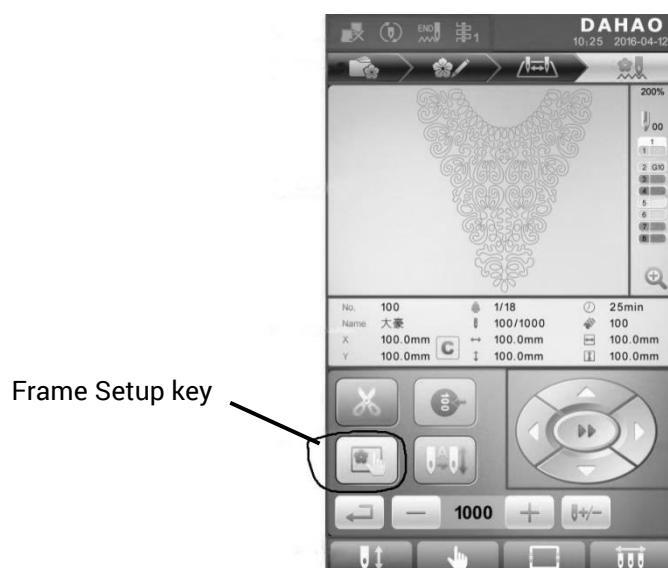 DAHAO
END
1
10:25 2016-04-12
200%
00
1
1
2 G10
3
4
5
6
7
8
No. 100 1/18 25min
Name 大豪 100/1000 100
X 100.0mm C 100.0mm 100.0mm
Y 100.0mm 100.0mm 100.0mm
Frame Setup key
100
A
1000
+/-